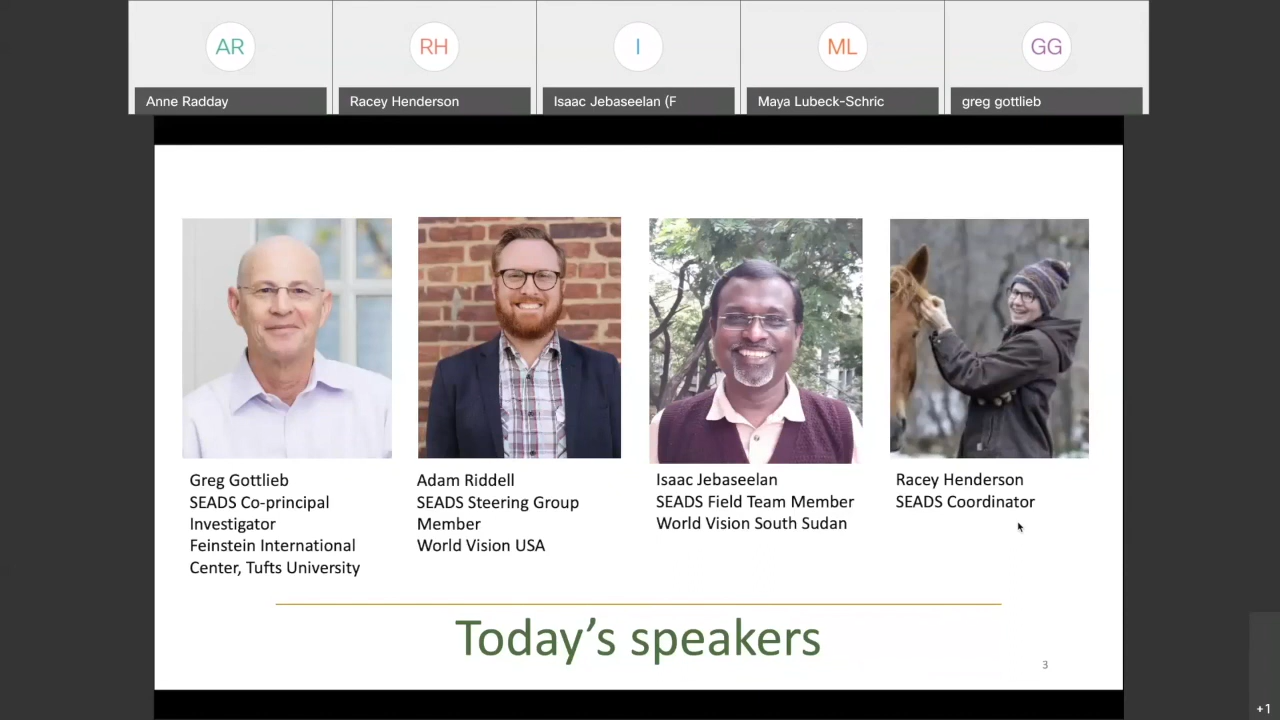 AR
RH
I
ML
GG
Anne Radday
Racey Henderson
Isaac Jebaseelan (F
Maya Lubeck-Schric
greg gottlieb
Greg Gottlieb
SEADS Co-principal
Investigator
Feinstein International
Center, Tufts University
Adam Riddell
SEADS Steering Group
Member
World Vision USA
Isaac Jebaseelan
SEADS Field Team Member
World Vision South Sudan
Racey Henderson
SEADS Coordinator
Today's speakers
3
+1